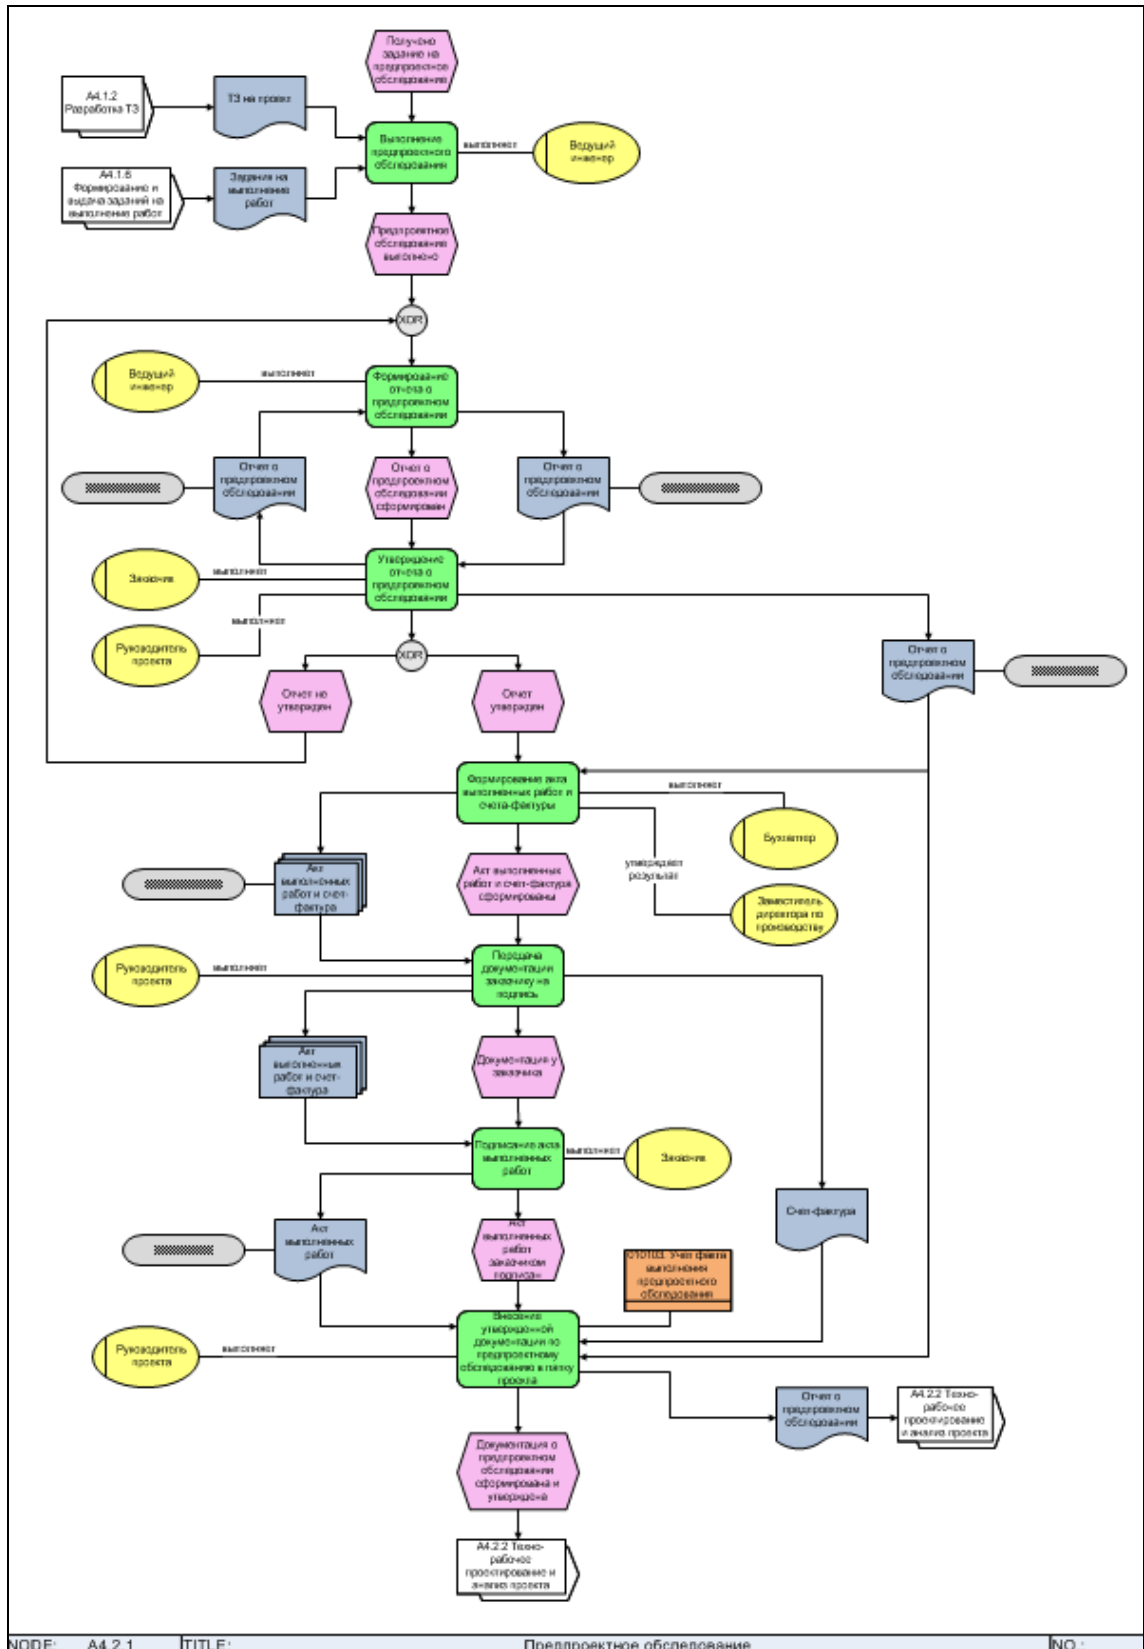 Получено
задание на
предпроектное
обследование
А4.1.2
Разработка ТЗ
ТЗ на проект
Выполнение
предпроектного
обследования
выполняет
Ведущий
инженер
А4.1.6
Формирование и
выдача заданий на
выполнение работ
Задания на
выполнение
работ
Предпроектное
обследование
выполнено
XOR
Ведущий
инженер
выполняет
Формирование
отчета о
предпроектном
обследовании
Отчет о
предпроектном
обследовании
Отчет о
предпроектном
обследовании
сформирован
Отчет о
предпроектном
обследовании
Заказчик
выполняет
Утверждение
отчета о
предпроектном
обследовании
выполняет
Руководитель
проекта
XOR
Отчет о
предпроектном
обследовании
Отчет не
утвержден
Отчет
утвержден
Формирование акта
выполненных работ и
счета-фактуры
выполняет
Бухгалтер
Акт
выполненных
работ и счет-
фактура
Акт выполненных
работ и счет-фактура
сформированы
утверждает
результат
Заместитель
директора по
производству
Руководитель
проекта
выполняет
Передача
документации
заказчику на
подпись
Акт
выполненных
работ и счет-
фактура
Документация у
заказчика
Подписание акта
выполненных
работ
выполняет
Заказчик
Счет-фактура
Акт
выполненных
работ
Акт
выполненных
работ
заказчиком
подписан
010103. Учет факта
выполнения
предпроектного
обследования
Руководитель
проекта
выполняет
Внесение
утвержденной
документации по
предпроектному
обследованию в папку
проекта
Отчет о
предпроектном
обследовании
А4.2.2 Техно-
рабочее
проектирование
и анализ проекта
Документация о
предпроектном
обследовании
сформирована и
утверждена
А4.2.2 Техно-
рабочее
проектирование и
анализ проекта
NODE: A4.2.1 TITLE: Предпроектное обследование NO.: